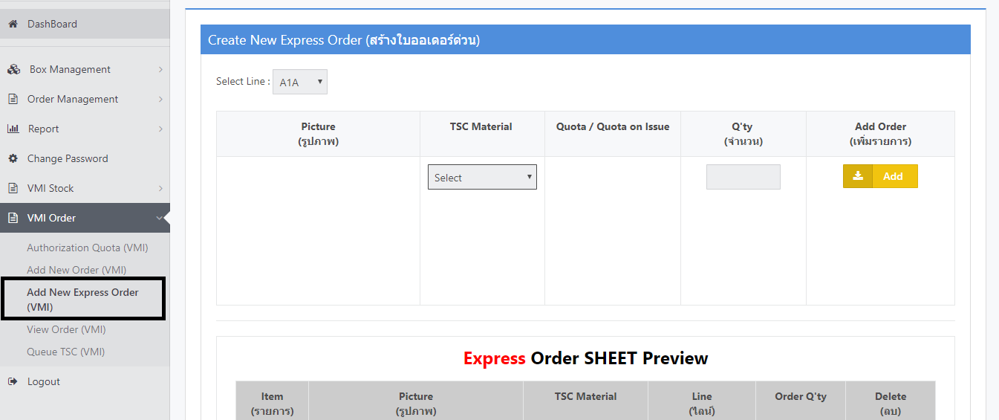 DashBoard
Box Management
Order Management
Report
Change Password
VMI Stock
VMI Order
Authorization Quota (VMI)
Add New Order (VMI)
Add New Express Order
(VMI)
View Order (VMI)
Queue TSC (VMI)
Logout
Create New Express Order (สร้างใบออเดอร์ด่วน)
Select Line : A1A
Picture TSC Material Quota / Quota on Issue Q'ty Add Order
(รูปภาพ) (จำนวน) (เพิ่มรายการ)
Select Add
Express Order SHEET Preview
Item Picture TSC Material Line Order Q'ty Delete
(รายการ) (รูปภาพ) (ไลน์) (ลบ)